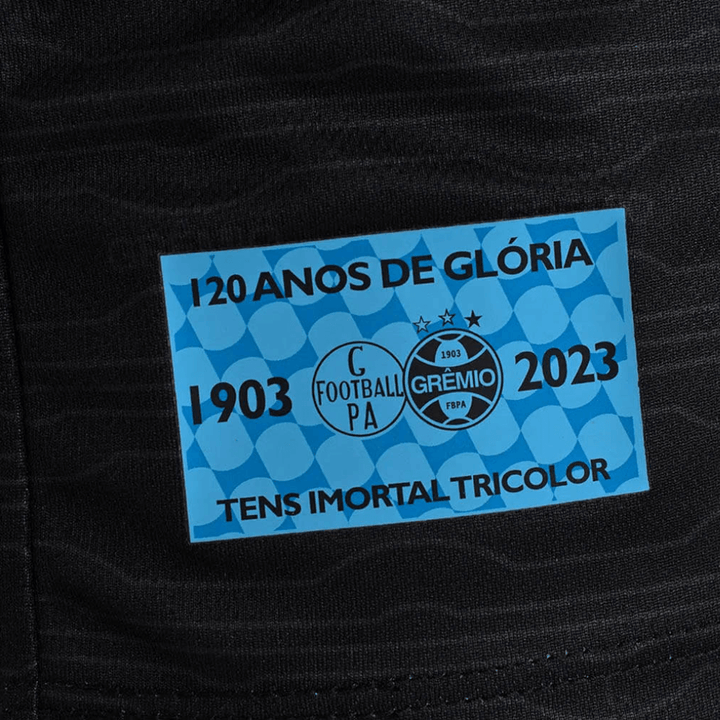 120 ANOS DE GLÓRIA
1903
G
FOOTBALL
PA
1903
GRÊMIO
FBPA
2023
TENS IMORTAL TRICOLOR